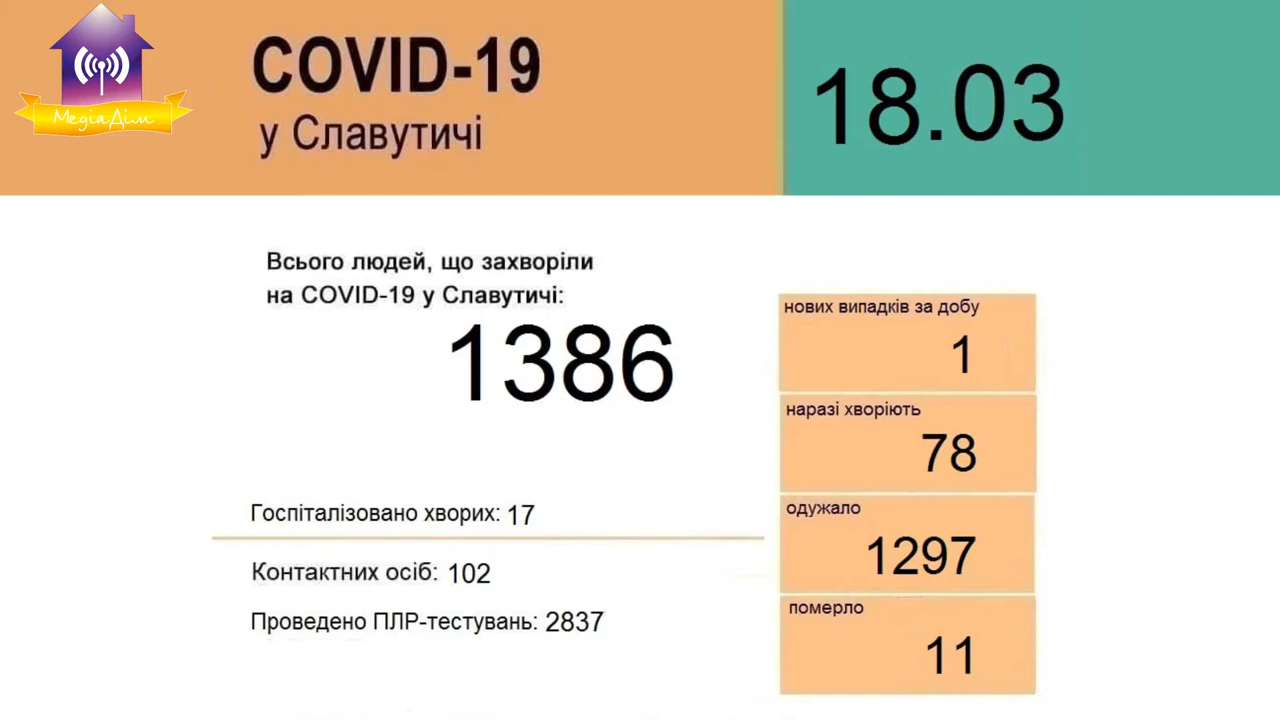 МедіаДім
COVID-19
у Славутичі
18.03
Всього людей, що захворіли
на COVID-19 у Славутичі:
1386
Госпіталізовано хворих: 17
Контактних осіб: 102
Проведено ПЛР-тестувань: 2837
нових випадків за добу
1
наразі хворіють
78
одужало
1297
померло
11